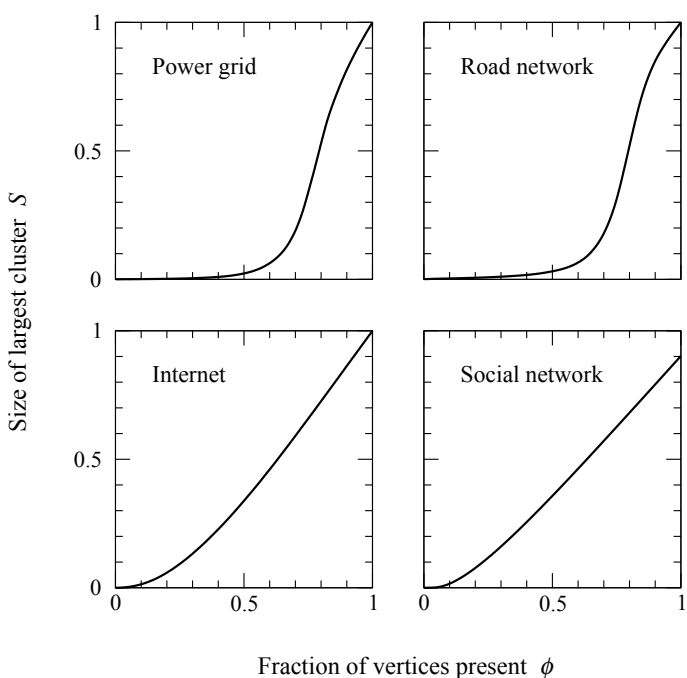 1
Power grid
Road network
0.5
0
Size of largest cluster S
1
Internet
Social network
0.5
0
0
0.5
1
0
0.5
1
Fraction of vertices present ϕ